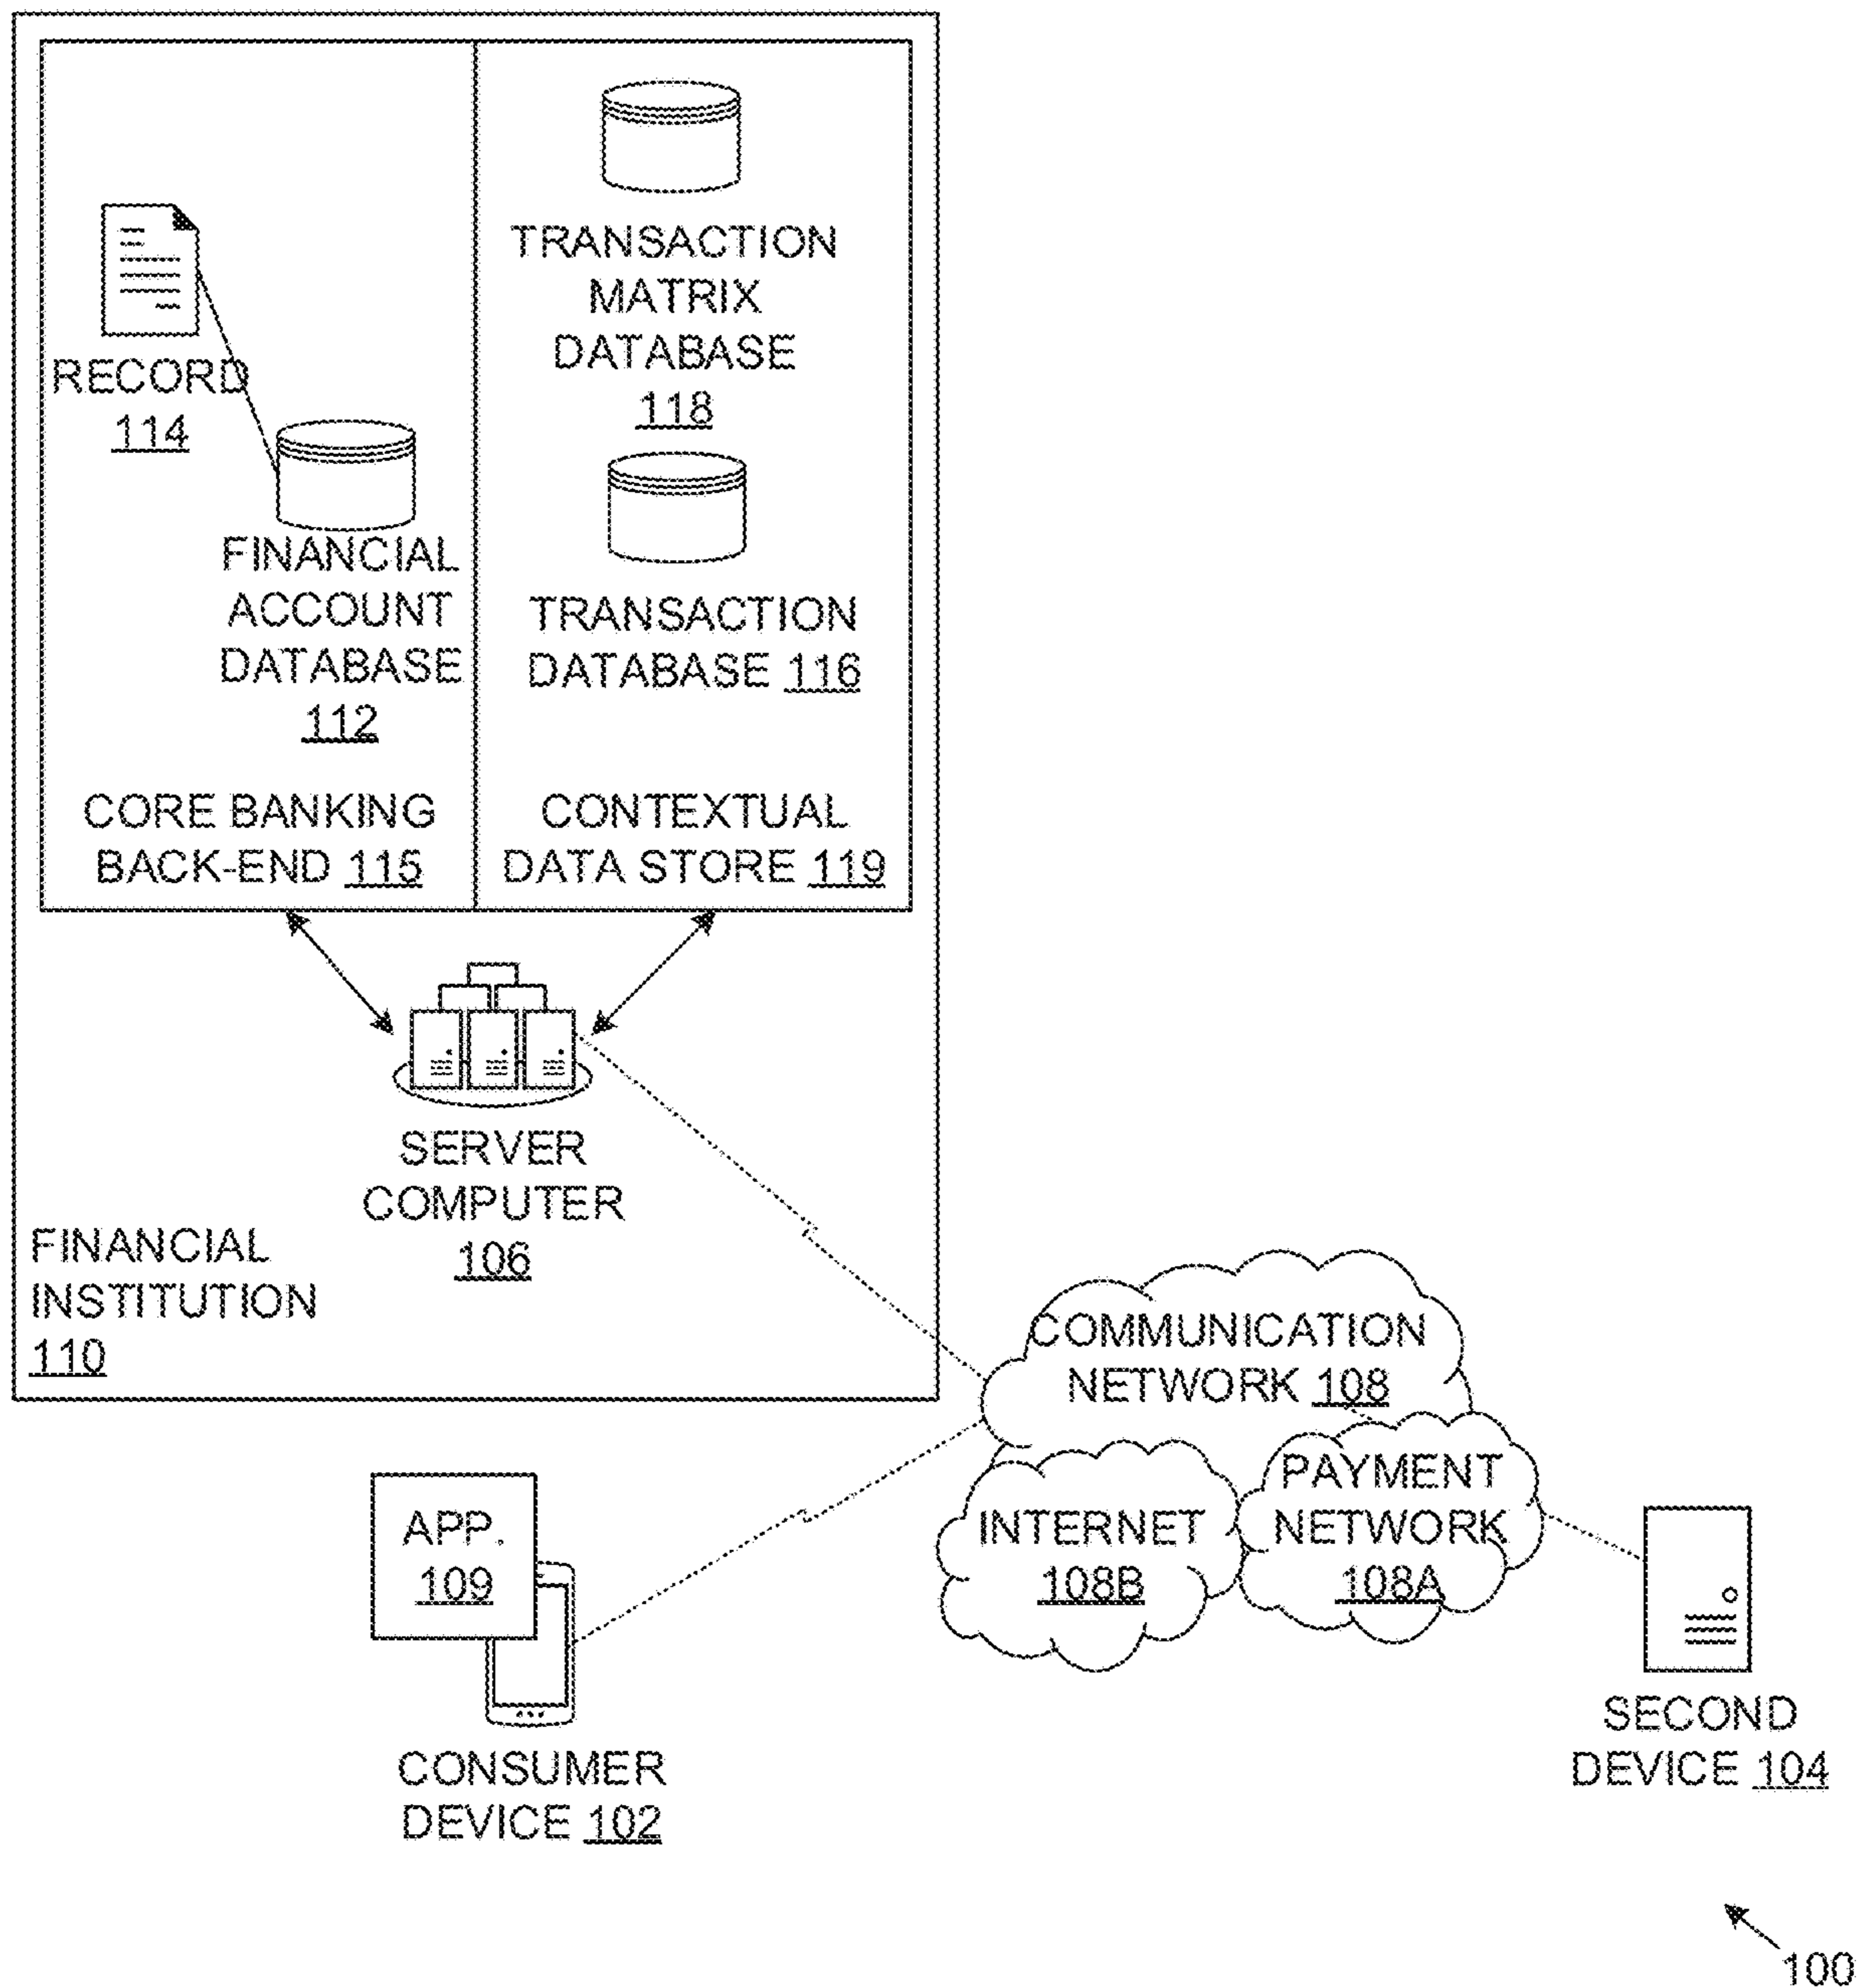 RECORD
114
FINANCIAL
ACCOUNT
DATABASE
112
CORE BANKING
BACK-END 115
TRANSACTION
MATRIX
DATABASE
118
TRANSACTION
DATABASE 116
CONTEXTUAL
DATA STORE 119
SERVER
COMPUTER
106
FINANCIAL
INSTITUTION
110
COMMUNICATION
NETWORK 108
INTERNET
108B
PAYMENT
NETWORK
108A
APP.
109
CONSUMER
DEVICE 102
SECOND
DEVICE 104
100